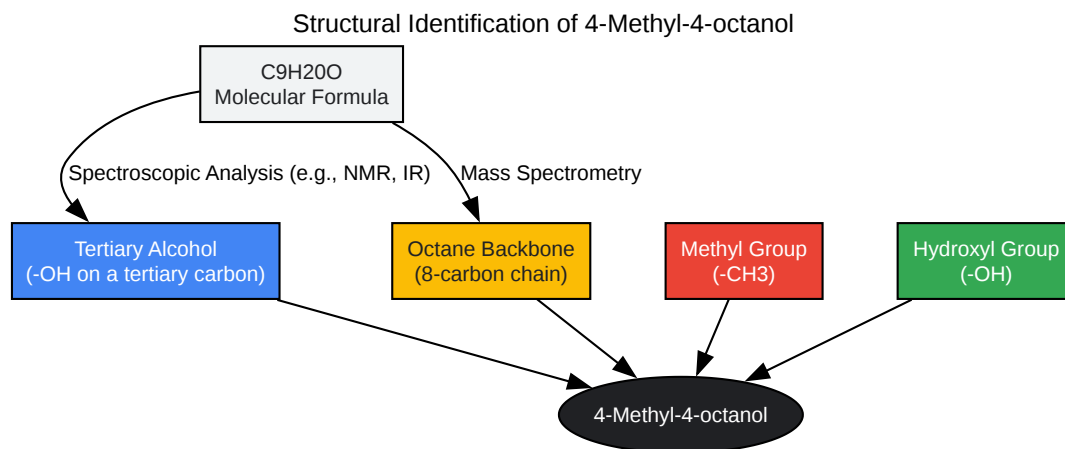 Structural Identification of 4-Methyl-4-octanol
C9H20O
Molecular Formula
Spectroscopic Analysis (e.g., NMR, IR)
Mass Spectrometry
Tertiary Alcohol
(-OH on a tertiary carbon)
Octane Backbone
(8-carbon chain)
Methyl Group
(-CH3)
Hydroxyl Group
(-OH)
4-Methyl-4-octanol